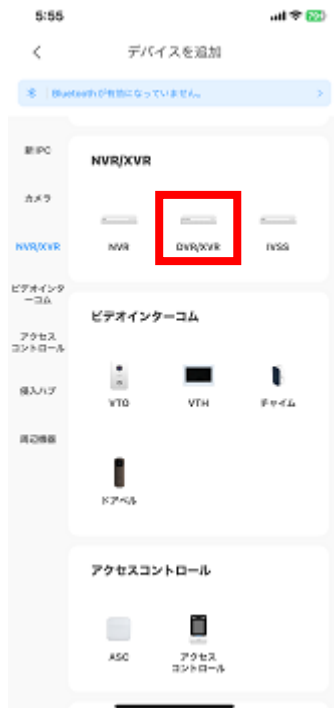 5:55
79
デバイスを追加
Bluetoothが有効になっていません。
新IPC
カメラ
NVR/XVR
ビデオインタ
ーコム
アクセス
コントロール
侵入ハブ
周辺機器
NVR/XVR
NVR
DVR/XVR
IVSS
ビデオインターコム
VTO
VTH
チャイム
ドアベル
アクセスコントロール
ASC
アクセス
コントロール